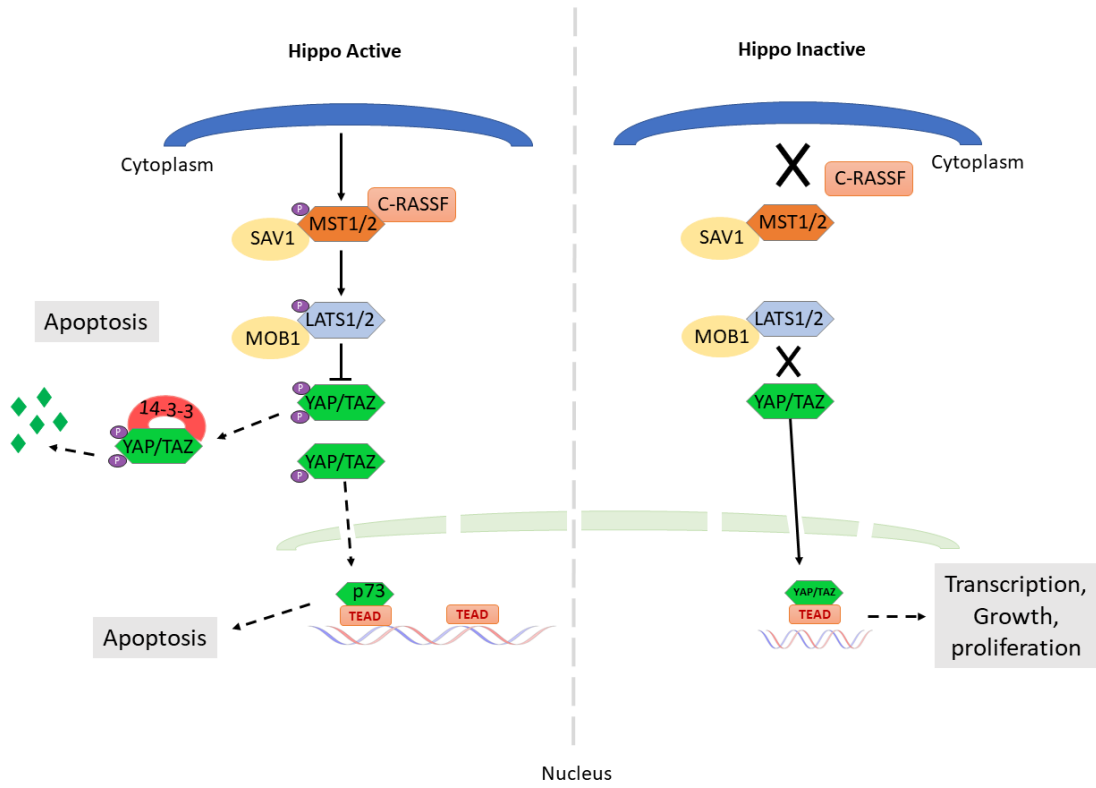 Hippo Active
Cytoplasm
P
MST1/2
C-RASSF
SAV1
P
LATS1/2
MOB1
Apoptosis
P
P
YAP/TAZ
14-3-3
P
P
YAP/TAZ
P
YAP/TAZ
p73
TEAD
TEAD
Apoptosis
Hippo Inactive
Cytoplasm
C-RASSF
MST1/2
SAV1
LATS1/2
MOB1
YAP/TAZ
YAP/TAZ
TEAD
Transcription,
Growth,
proliferation
Nucleus